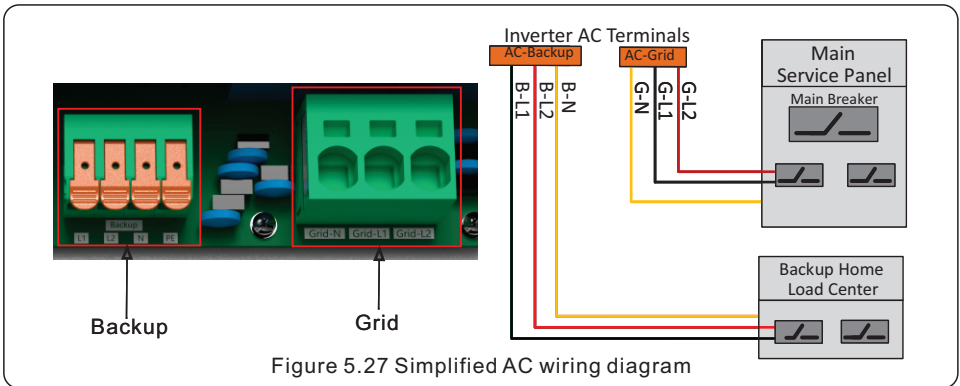 Inverter AC Terminals
AC-Backup
AC-Grid
B-L1
B-L2
B-N
G-N
G-L1
G-L2
Main
Service Panel
Main Breaker
Backup
L1 L2 N PE
Grid-N Grid-L1 Grid-L2
Backup
Grid
Backup Home
Load Center
Figure 5.27 Simplified AC wiring diagram